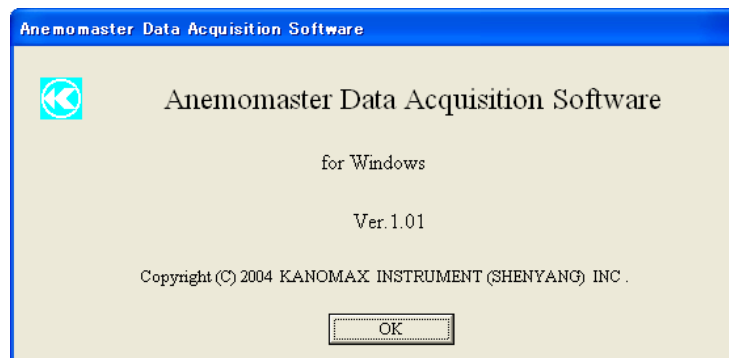 Anemomaster Data Acquisition Software
Anemomaster Data Acquisition Software
for Windows
Ver.1.01
Copyright (C) 2004 KANOMAX INSTRUMENT (SHENYANG) INC .
OK